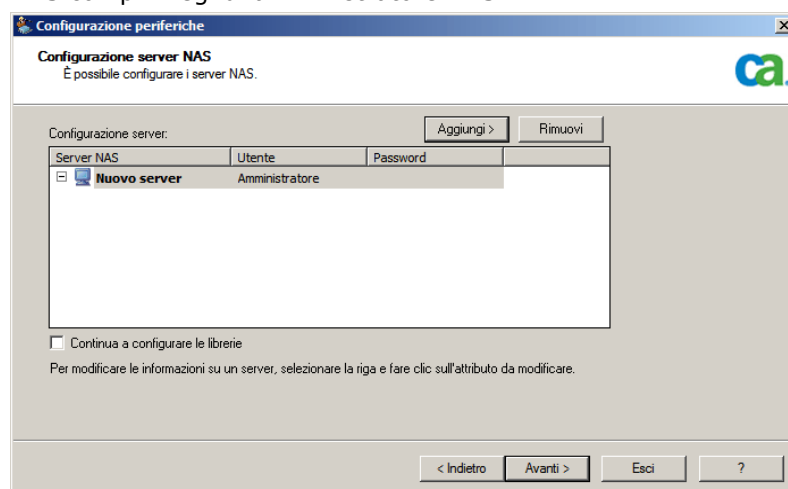 Configurazione periferiche
Configurazione server NAS
È possibile configurare i server NAS.
ca.
Configurazione server:
Aggiungi >
Rimuovi
Server NAS Utente Password
Nuovo server Amministratore
Continua a configurare le librerie
Per modificare le informazioni su un server, selezionare la riga e fare clic sull'attributo da modificare.
< Indietro Avanti > Esci ?